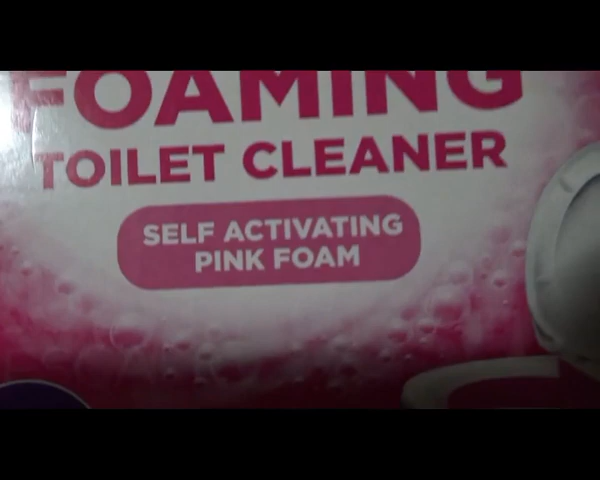 FOAMING
TOILET CLEANER
SELF ACTIVATING
PINK FOAM